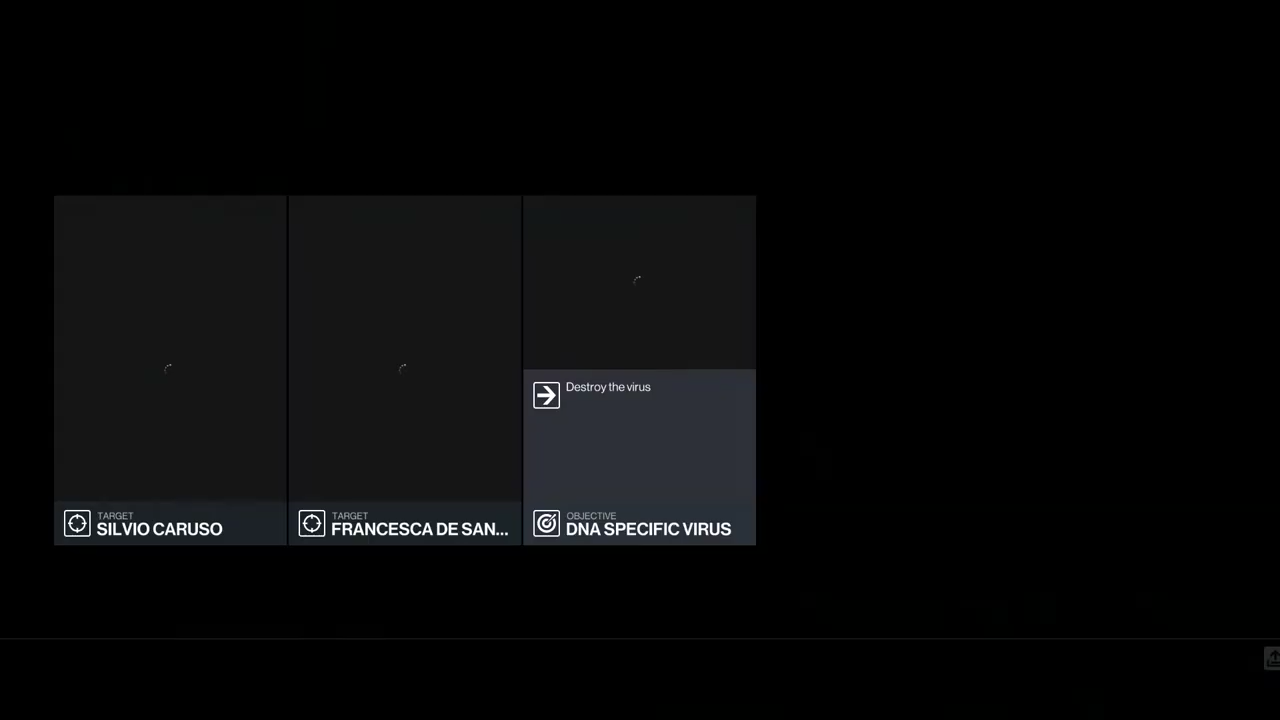 Destroy the virus
TARGET
SILVIO CARUSO
TARGET
FRANCESCA DE SAN...
OBJECTIVE
DNA SPECIFIC VIRUS